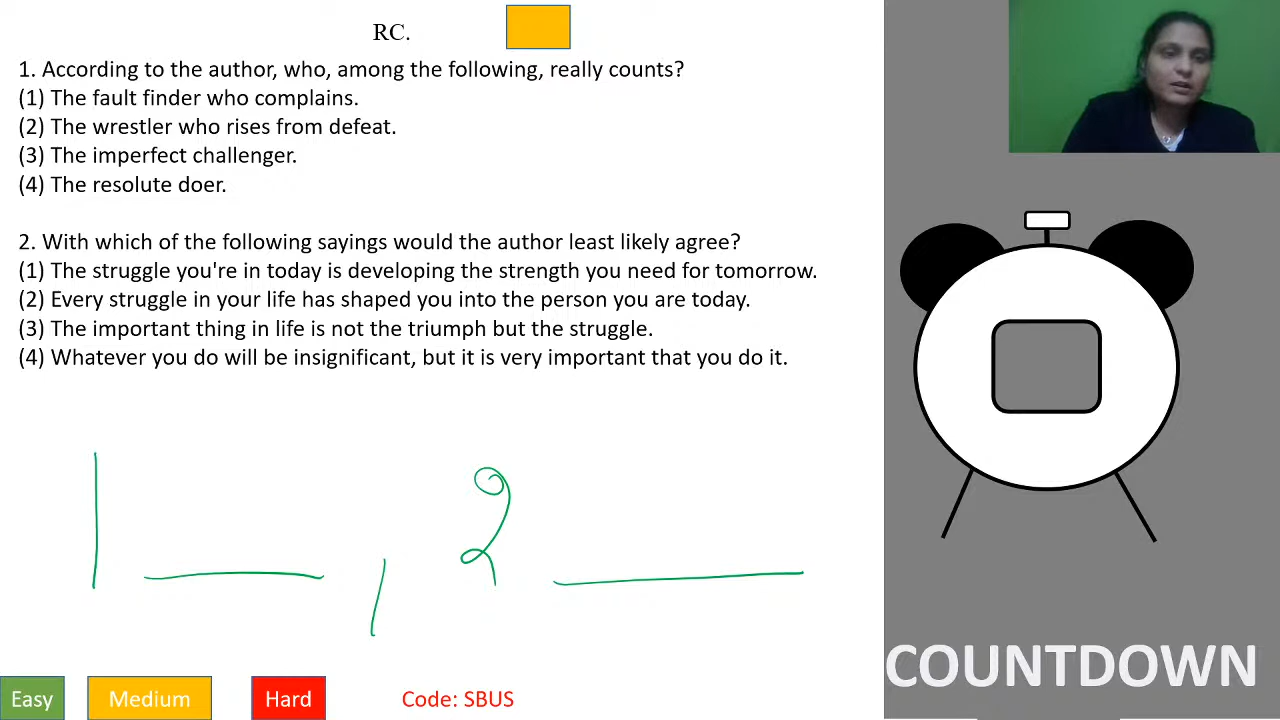 RC.
1. According to the author, who, among the following, really counts?
(1) The fault finder who complains.
(2) The wrestler who rises from defeat.
(3) The imperfect challenger.
(4) The resolute doer.
2. With which of the following sayings would the author least likely agree?
(1) The struggle you're in today is developing the strength you need for tomorrow.
(2) Every struggle in your life has shaped you into the person you are today.
(3) The important thing in life is not the triumph but the struggle.
(4) Whatever you do will be insignificant, but it is very important that you do it.
1 ____ , 2 ____
COUNTDOWN
Easy Medium Hard Code: SBUS